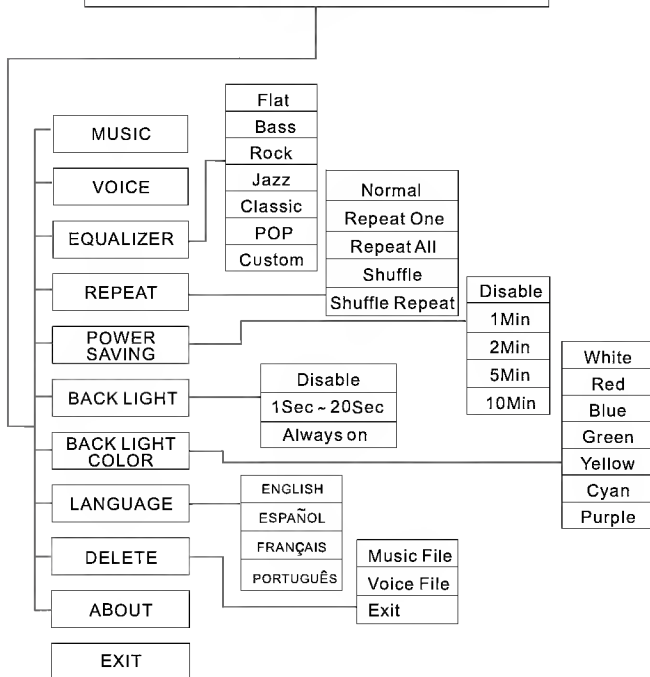 MUSIC
VOICE
EQUALIZER
REPEAT
POWER
SAVING
BACK LIGHT
BACK LIGHT
COLOR
LANGUAGE
DELETE
ABOUT
EXIT
Flat
Bass
Rock
Jazz
Classic
POP
Custom
Normal
Repeat One
Repeat All
Shuffle
Shuffle Repeat
Disable
1Min
2Min
5Min
10Min
Disable
1Sec ~ 20Sec
Always on
White
Red
Blue
Green
Yellow
Cyan
Purple
ENGLISH
ESPAÑOL
FRANÇAIS
PORTUGUÊS
Music File
Voice File
Exit